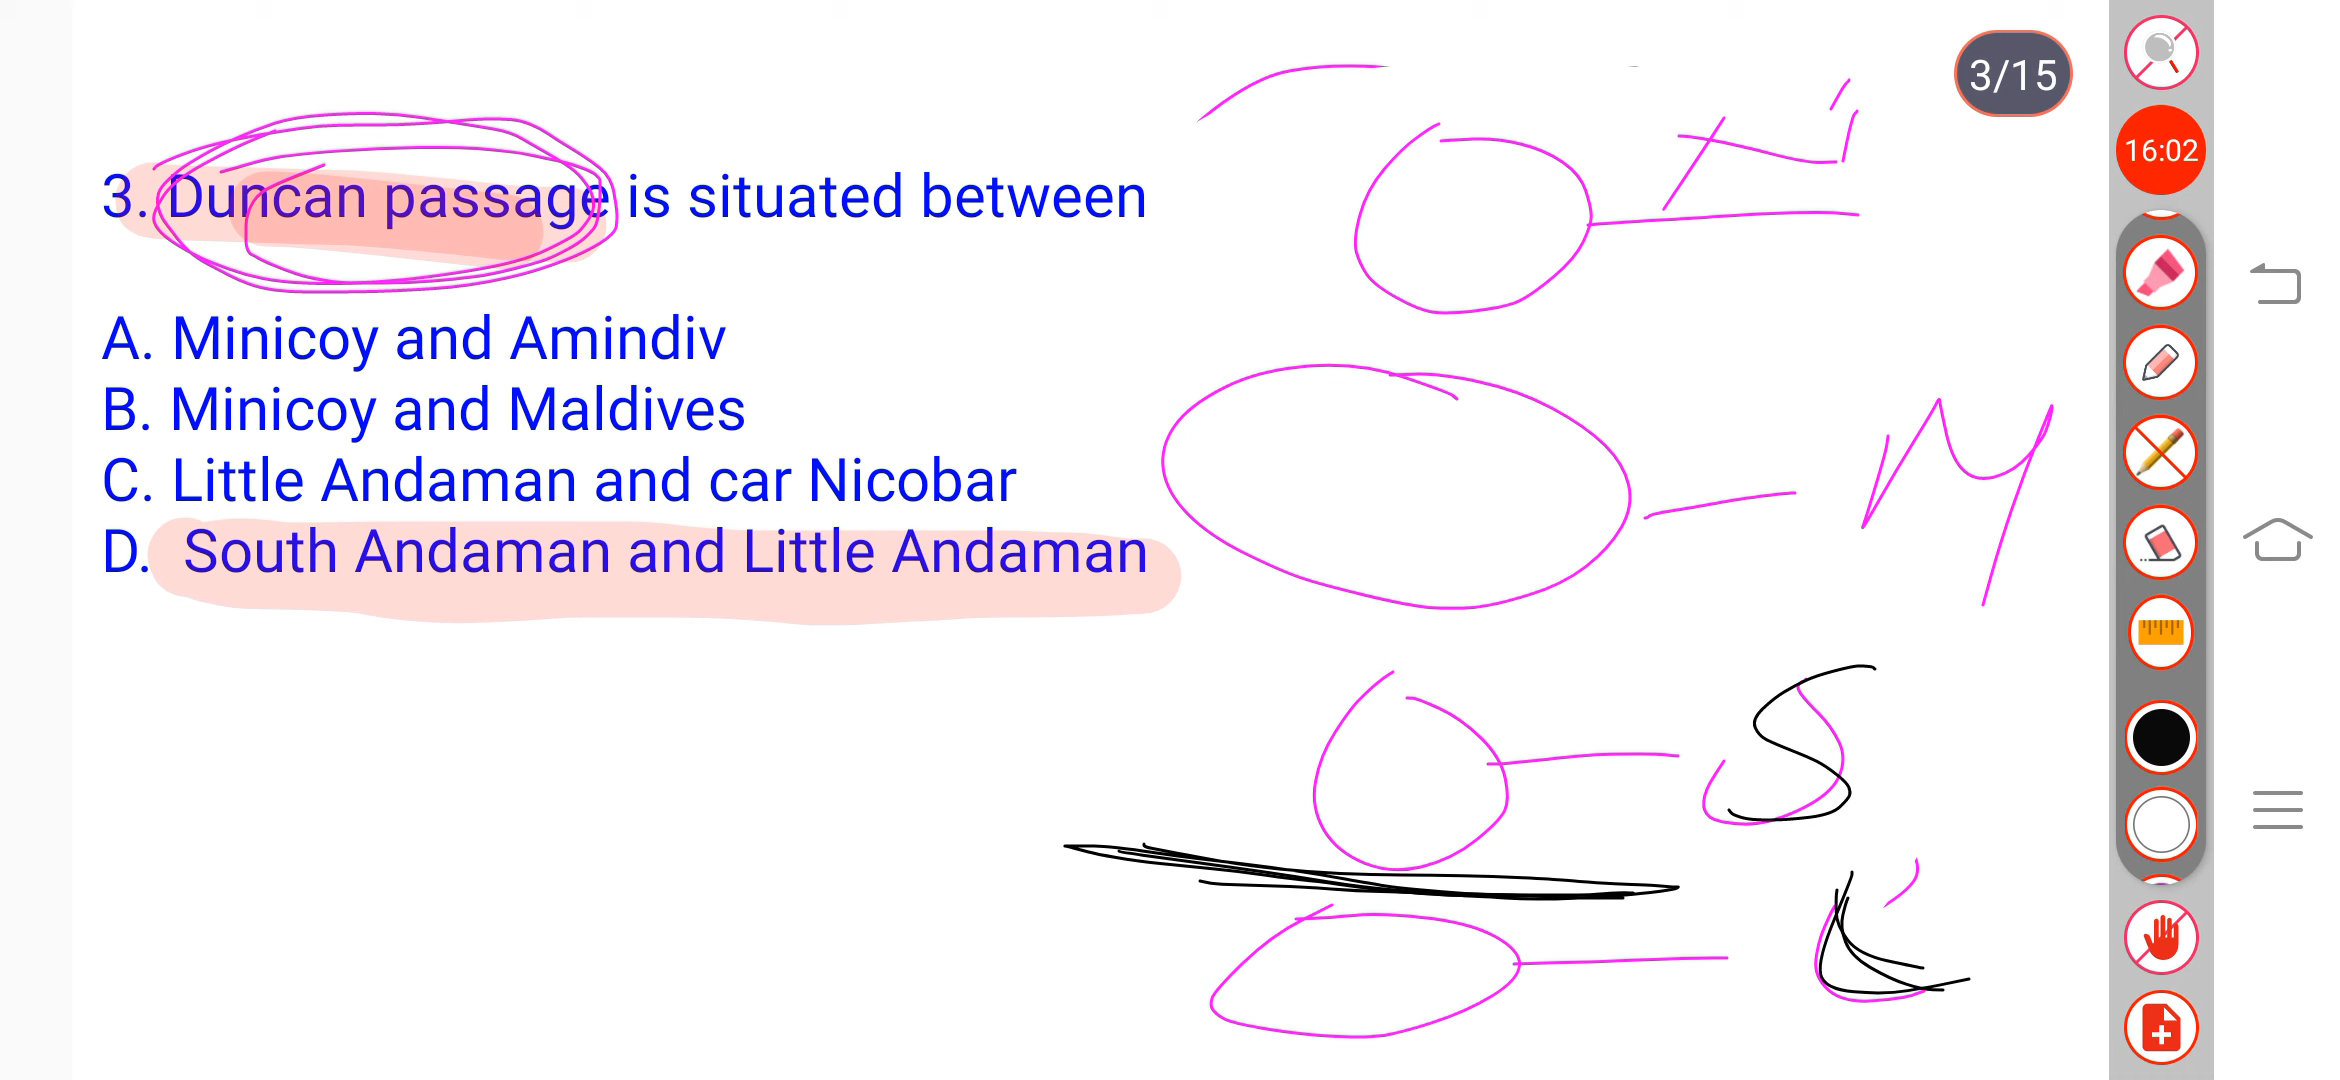 3/15
16:02
3. Duncan passage is situated between
A. Minicoy and Amindiv
B. Minicoy and Maldives
C. Little Andaman and car Nicobar
D. South Andaman and Little Andaman
M
S
L